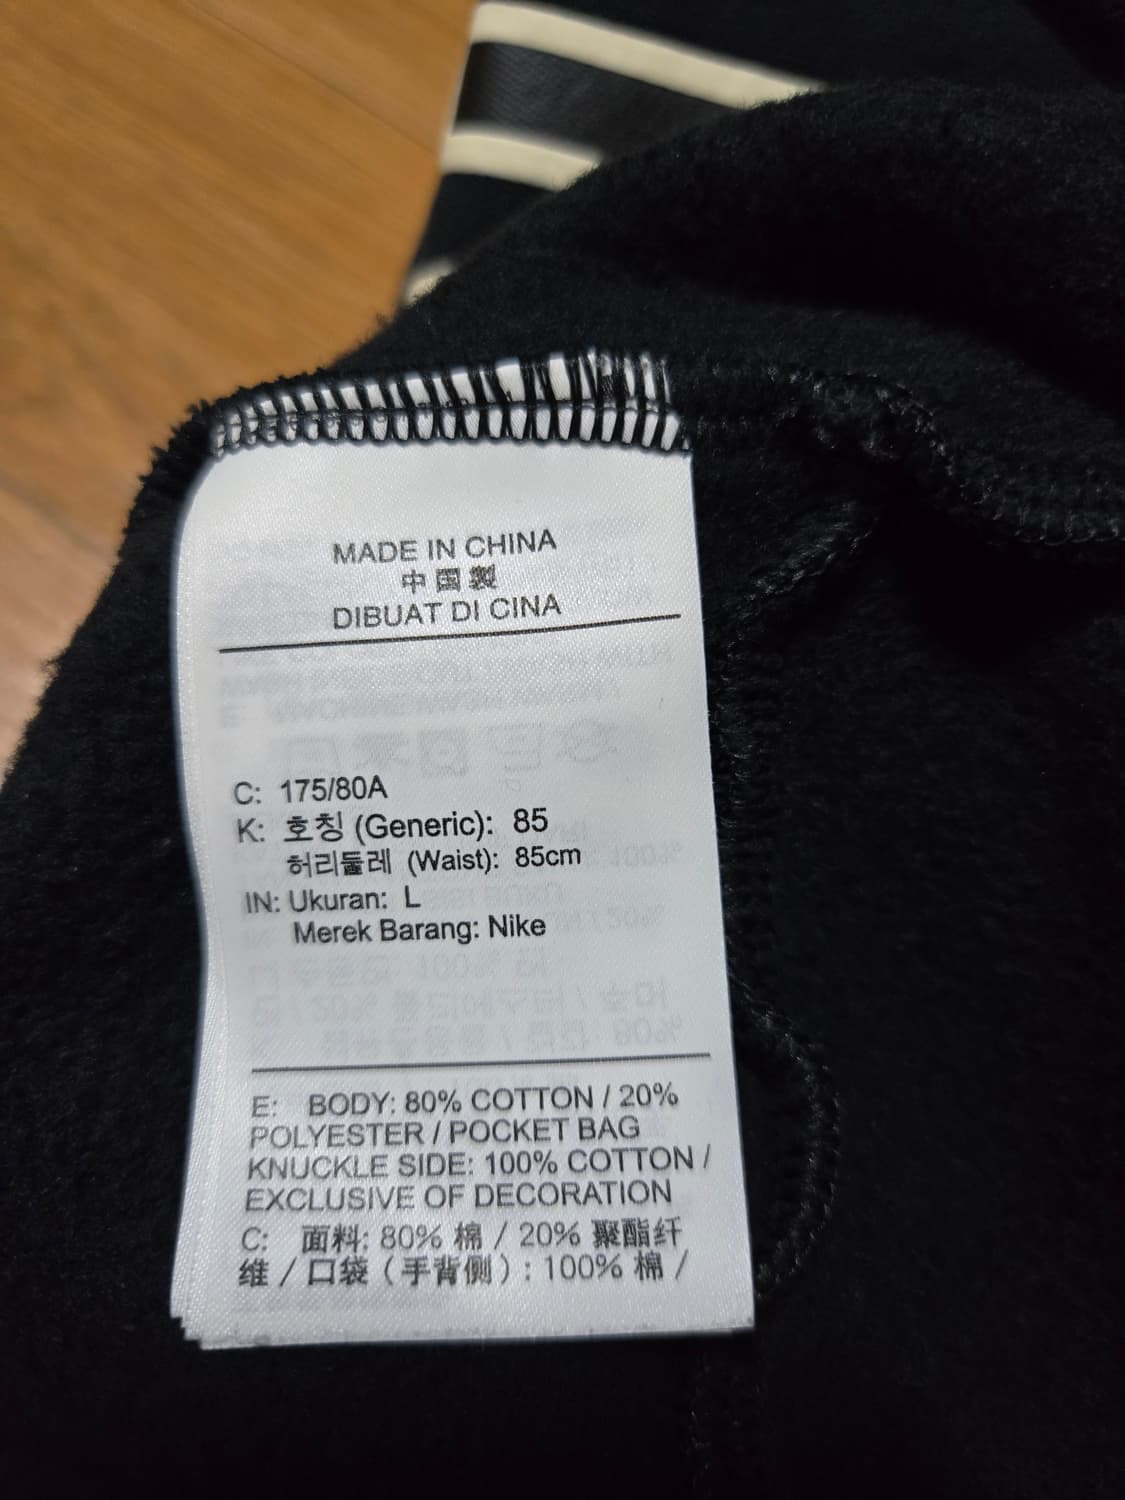 MADE IN CHINA
中国製
DIBUAT DI CINA
C: 175/80A
K: 호칭 (Generic): 85
허리둘레 (Waist): 85cm
IN: Ukuran: L
Merek Barang: Nike
E: BODY: 80% COTTON / 20%
POLYESTER / POCKET BAG
KNUCKLE SIDE: 100% COTTON /
EXCLUSIVE OF DECORATION
C: 面料: 80% 棉 / 20% 聚酯纤
维 / 口袋 ( 手背侧 ) : 100% 棉 /